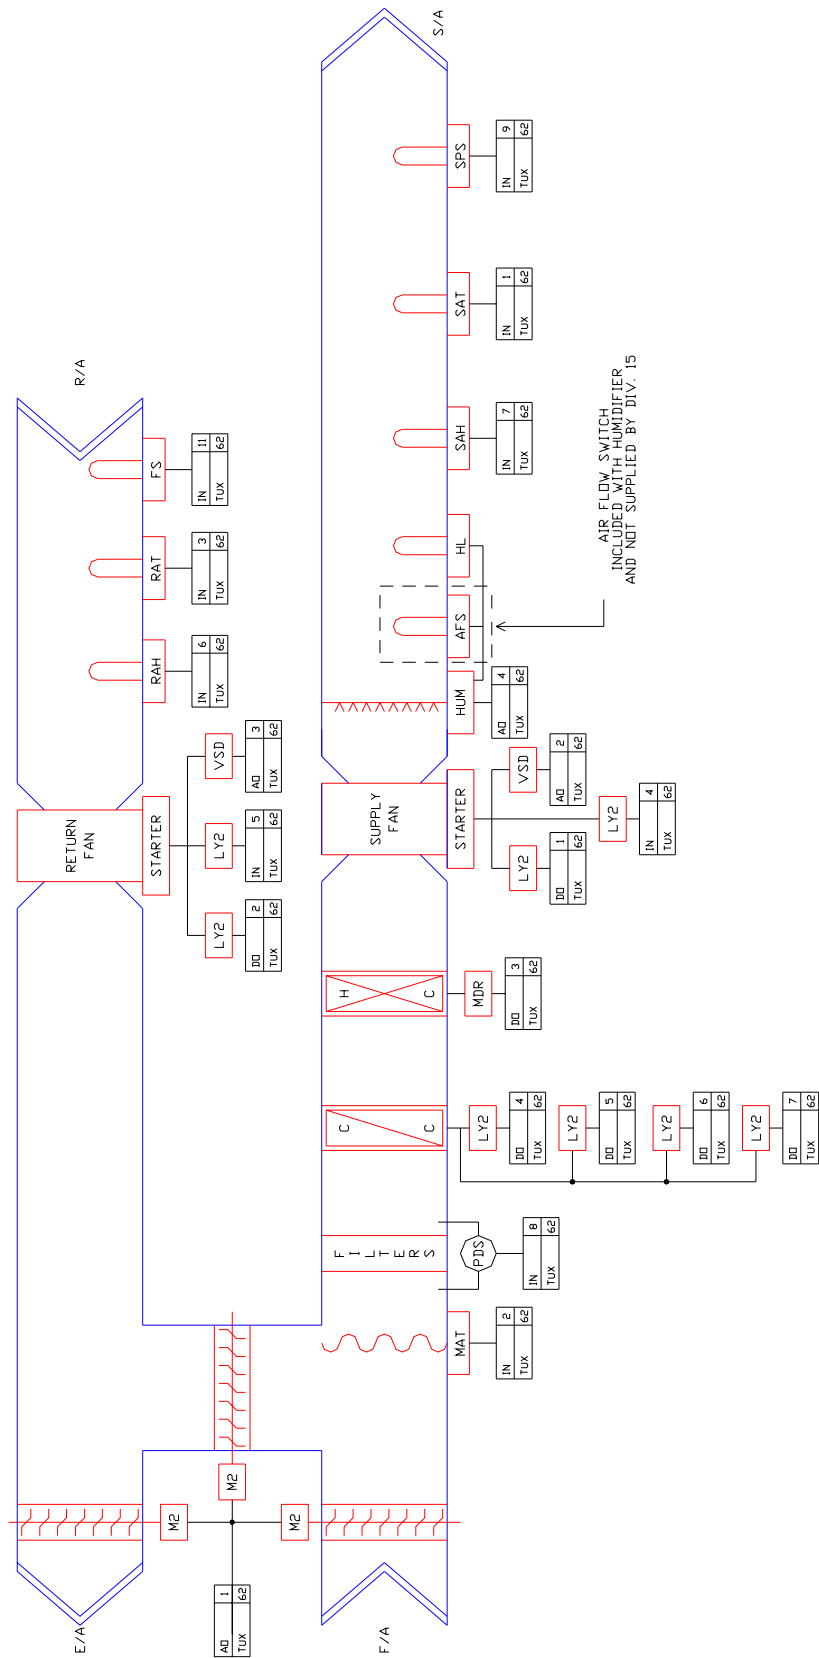 E/A
RETURN
FAN
R/A
M2
STARTER
RAH
RAT
FS
IN 6
TUX 62
IN 3
TUX 62
IN 11
TUX 62
LY2
LY2
VSD
DO 2
TUX 62
IN 5
TUX 62
AO 3
TUX 62
AO 1
TUX 62
M2
M2
F/A
FILTERS
C
C
H
C
SUPPLY
FAN
S/A
MAT
PDS
STARTER
HUM
AFS
HL
SAH
SAT
SPS
IN 2
TUX 62
IN 8
TUX 62
LY2
DO 4
TUX 62
MDR
DO 3
TUX 62
LY2
DO 1
TUX 62
VSD
AO 2
TUX 62
AO 4
TUX 62
IN 7
TUX 62
IN 1
TUX 62
IN 9
TUX 62
LY2
DO 5
TUX 62
LY2
IN 4
TUX 62
AIR FLOW SWITCH
INCLUDED WITH HUMIDIFIER
AND NOT SUPPLIED BY DIV. 15
LY2
DO 6
TUX 62
LY2
DO 7
TUX 62